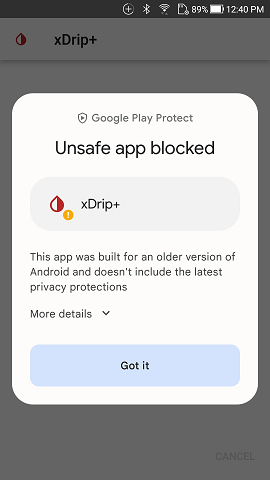 89% 12:40 PM
xDrip+
Google Play Protect
Unsafe app blocked
xDrip+
This app was built for an older version of
Android and doesn't include the latest
privacy protections
More details
Got it
CANCEL